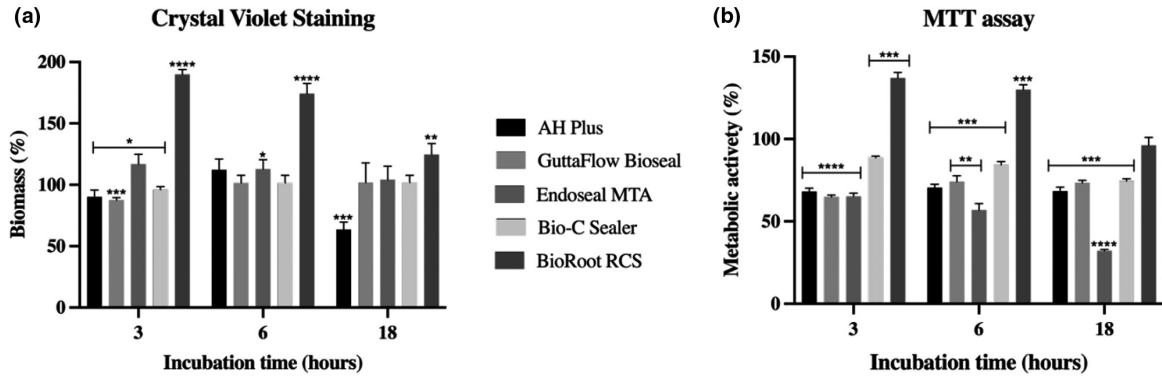 (a)
Crystal Violet Staining
Biomass (%)
200
150
100
50
0
*
***
****
*
****
***
**
3
6
18
Incubation time (hours)
AH Plus
GuttaFlow Bioseal
Endoseal MTA
Bio-C Sealer
BioRoot RCS
(b)
MTT assay
Metabolic activety (%)
150
100
50
0
****
***
***
**
***
***
****
3
6
18
Incubation time (hours)